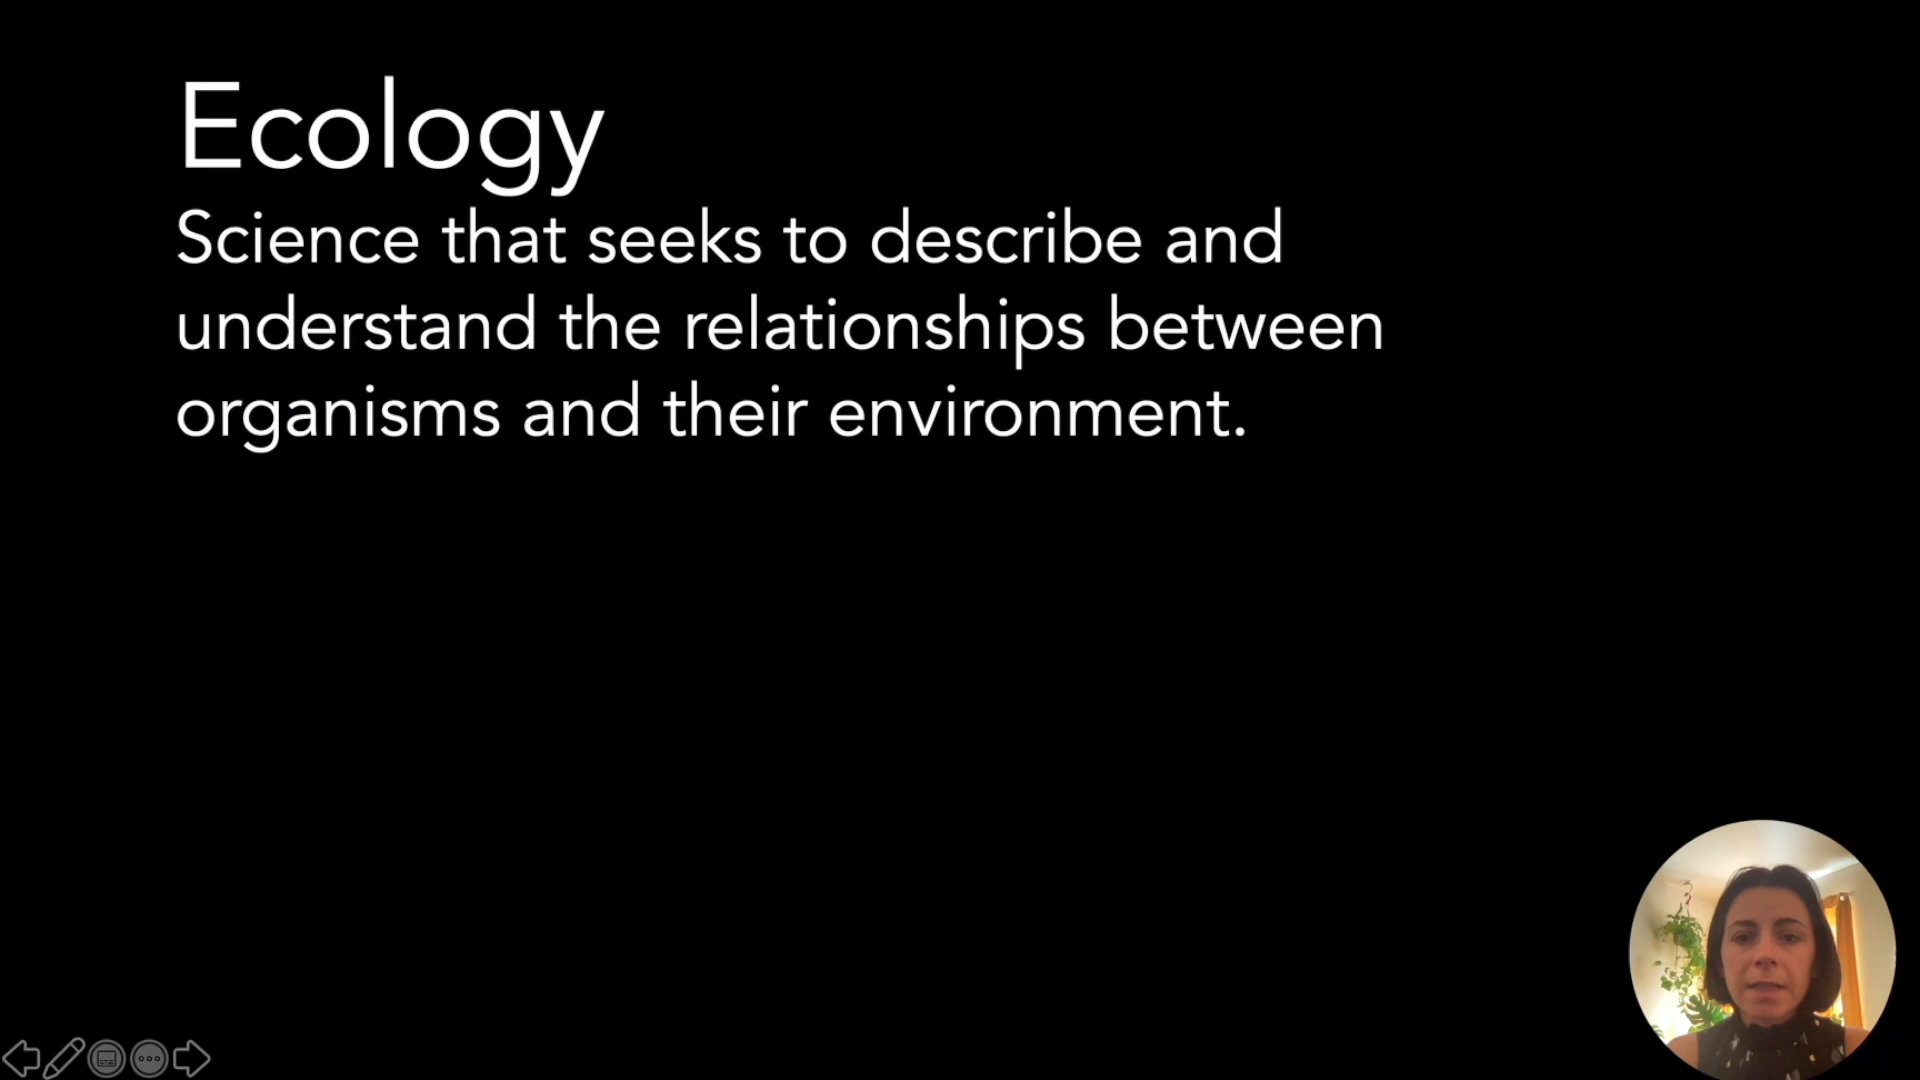 Ecology
Science that seeks to describe and
understand the relationships between
organisms and their environment.